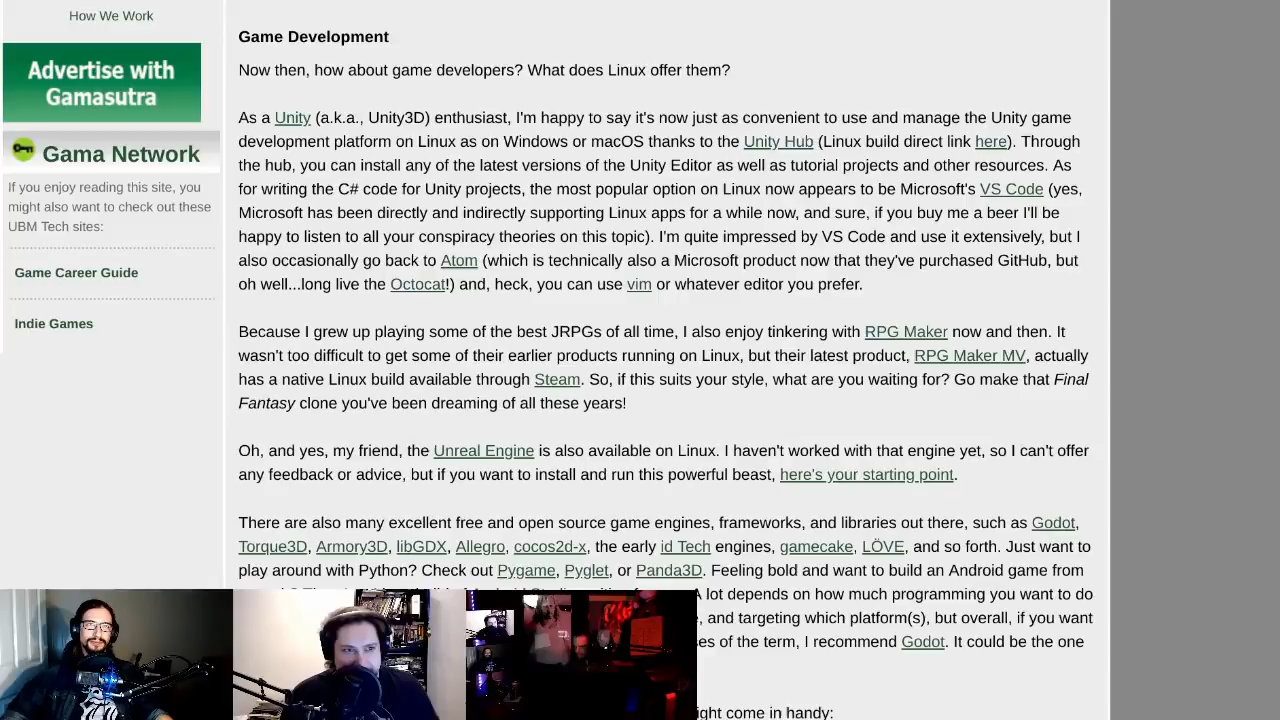 How We Work
Advertise with
Gamasutra
Gama Network
If you enjoy reading this site, you
might also want to check out these
UBM Tech sites:
Game Career Guide
Indie Games
Game Development
Now then, how about game developers? What does Linux offer them?
As a Unity (a.k.a., Unity3D) enthusiast, I'm happy to say it's now just as convenient to use and manage the Unity game
development platform on Linux as on Windows or macOS thanks to the Unity Hub (Linux build direct link here). Through
the hub, you can install any of the latest versions of the Unity Editor as well as tutorial projects and other resources. As
for writing the C# code for Unity projects, the most popular option on Linux now appears to be Microsoft's VS Code (yes,
Microsoft has been directly and indirectly supporting Linux apps for a while now, and sure, if you buy me a beer I'll be
happy to listen to all your conspiracy theories on this topic). I'm quite impressed by VS Code and use it extensively, but I
also occasionally go back to Atom (which is technically also a Microsoft product now that they've purchased GitHub, but
oh well...long live the Octocat!) and, heck, you can use vim or whatever editor you prefer.
Because I grew up playing some of the best JRPGs of all time, I also enjoy tinkering with RPG Maker now and then. It
wasn't too difficult to get some of their earlier products running on Linux, but their latest product, RPG Maker MV, actually
has a native Linux build available through Steam. So, if this suits your style, what are you waiting for? Go make that Final
Fantasy clone you've been dreaming of all these years!
Oh, and yes, my friend, the Unreal Engine is also available on Linux. I haven't worked with that engine yet, so I can't offer
any feedback or advice, but if you want to install and run this powerful beast, here's your starting point.
There are also many excellent free and open source game engines, frameworks, and libraries out there, such as Godot,
Torque3D, Armory3D, libGDX, Allegro, cocos2d-x, the early id Tech engines, gamecake, LÖVE, and so forth. Just want to
play around with Python? Check out Pygame, Pyglet, or Panda3D. Feeling bold and want to build an Android game from
A lot depends on how much programming you want to do
, and targeting which platform(s), but overall, if you want
es of the term, I recommend Godot. It could be the one
ight come in handy: